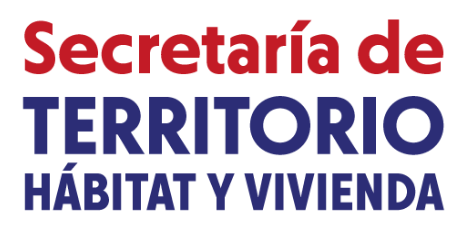 Secretaría de
TERRITORIO
HÁBITAT Y VIVIENDA